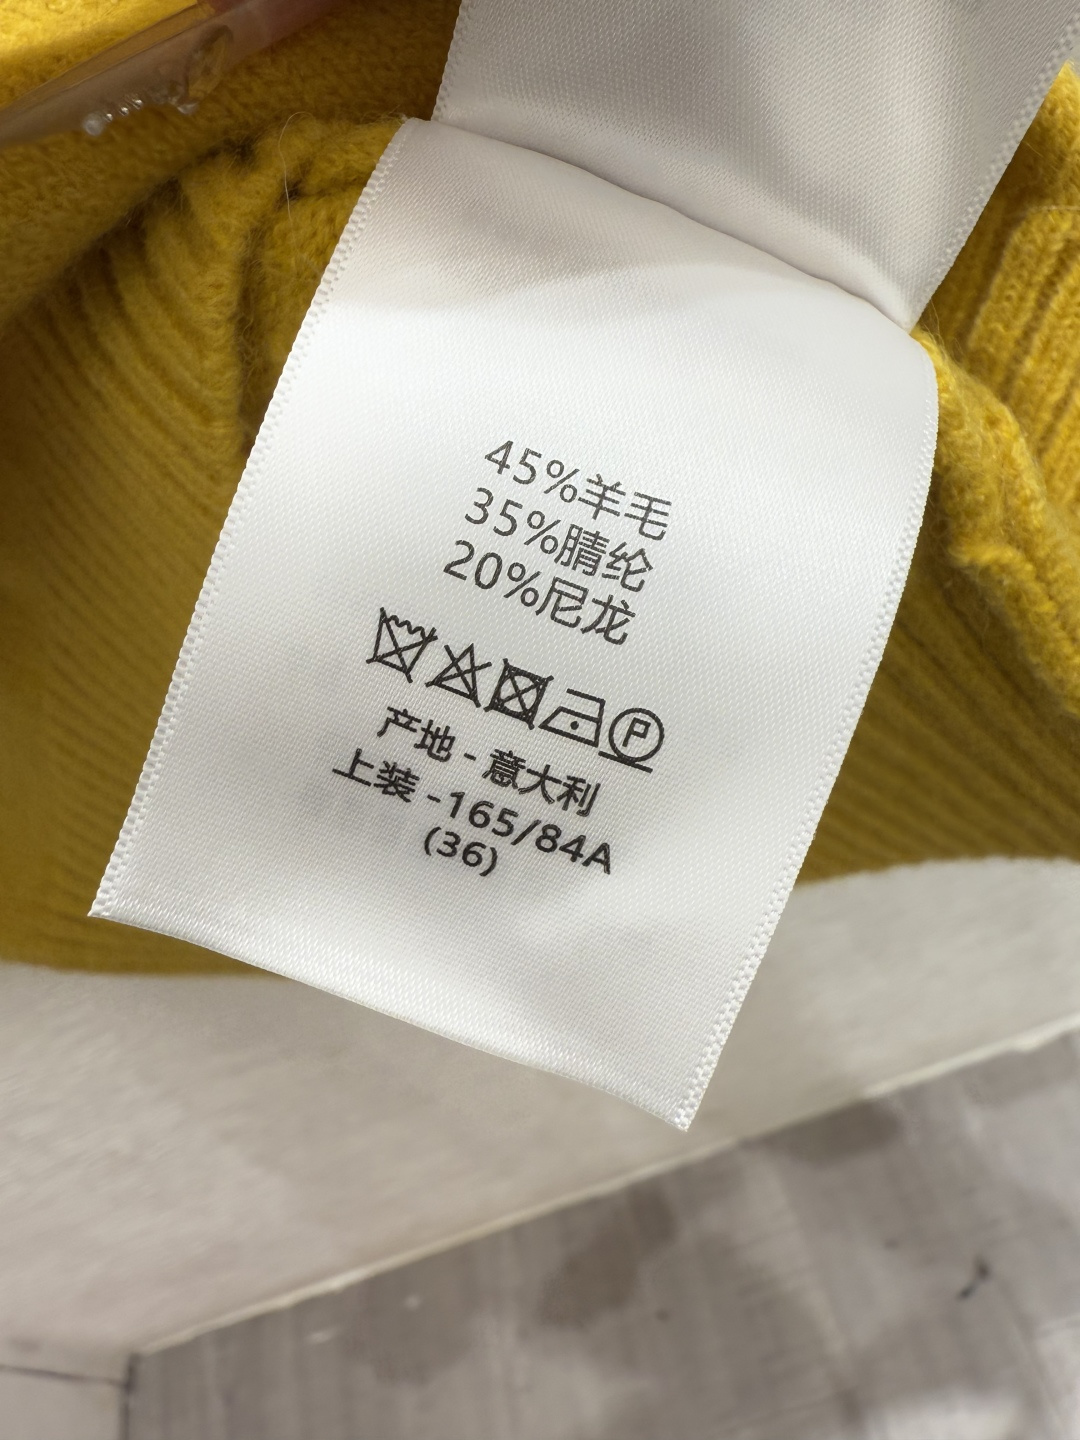 45%羊毛
35%腈纶
20%尼龙
P
产地 - 意大利
上装 -165/84A
(36)